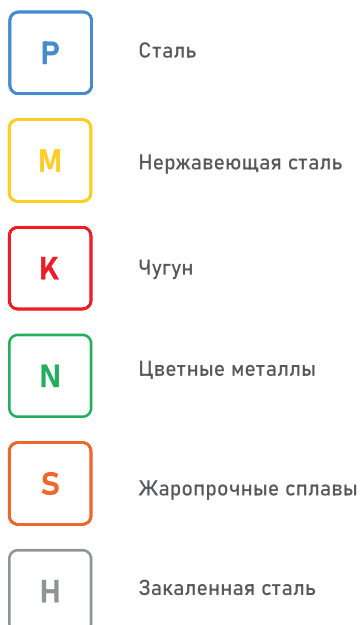 P
Сталь
M
Нержавеющая сталь
K
Чугун
N
Цветные металлы
S
Жаропрочные сплавы
H
Закаленная сталь